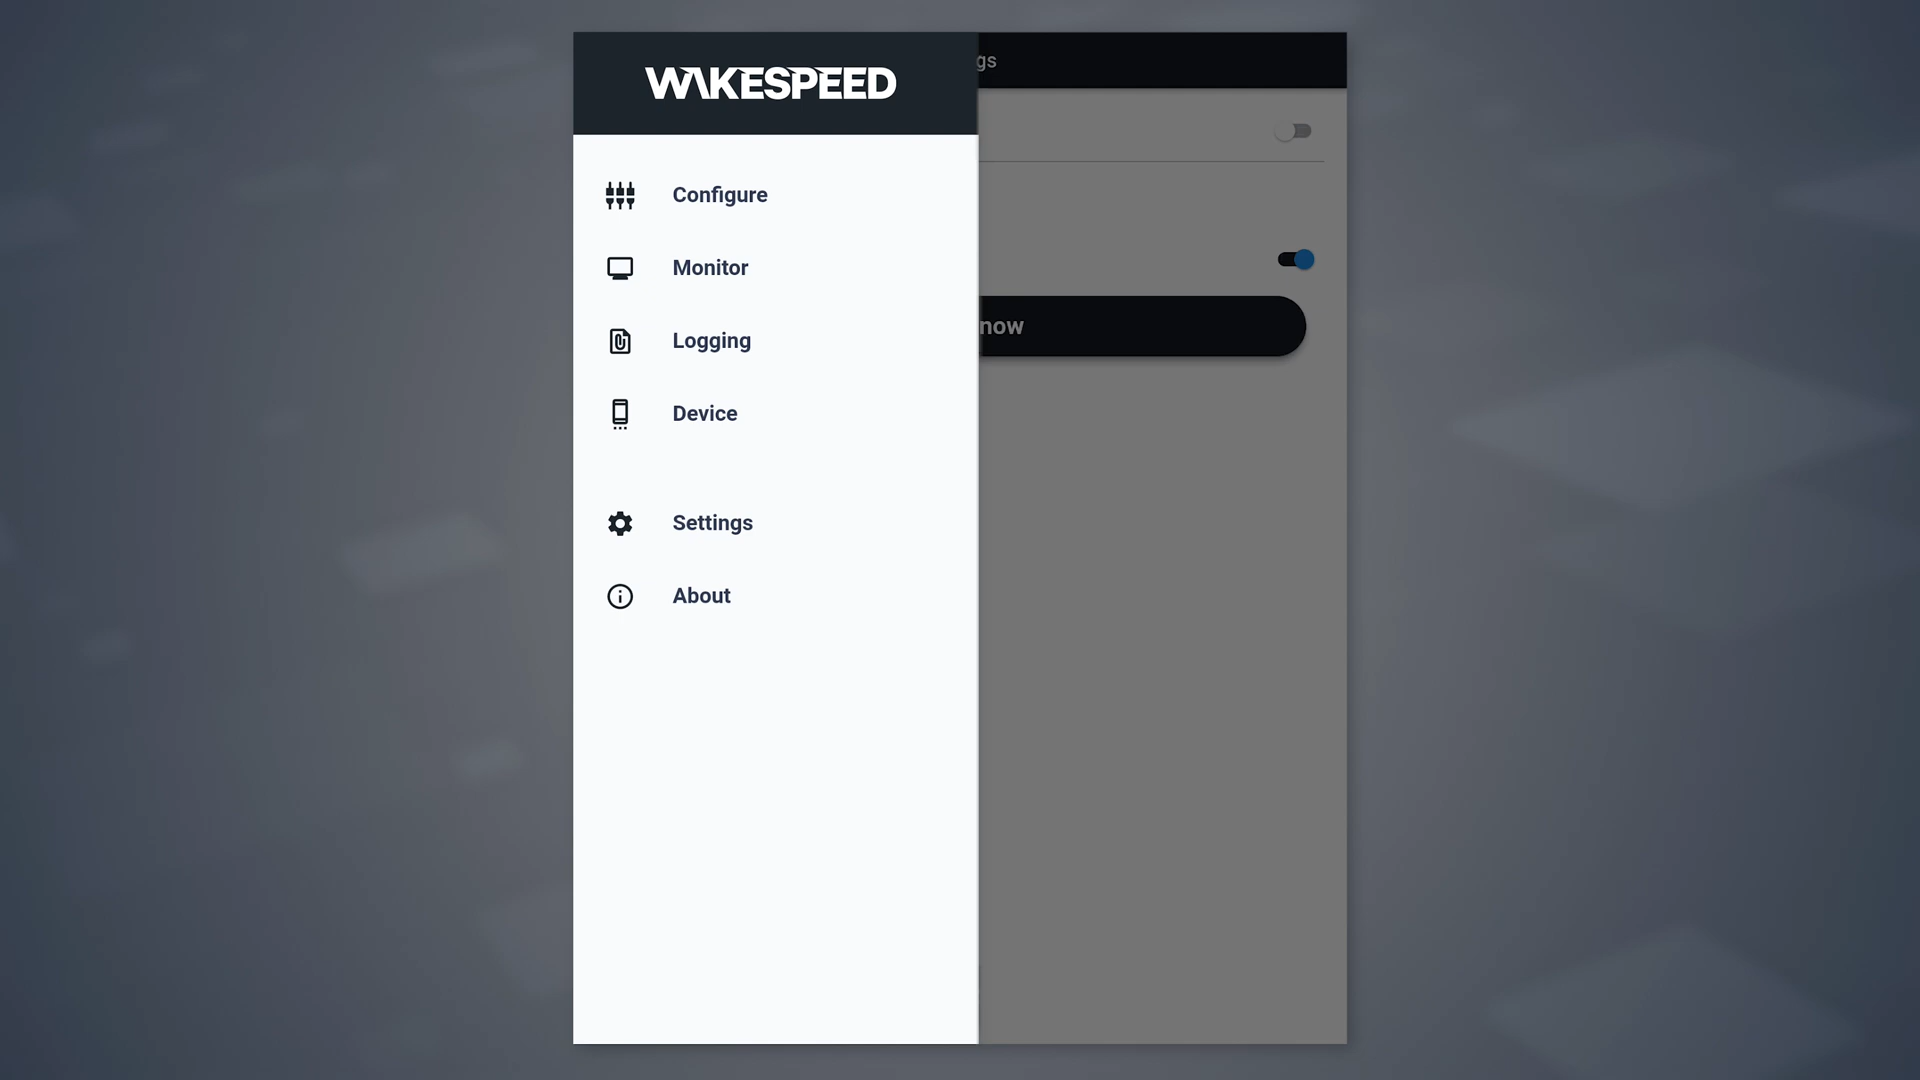 WAKESPEED
gs
Configure
Monitor
now
Logging
Device
Settings
About